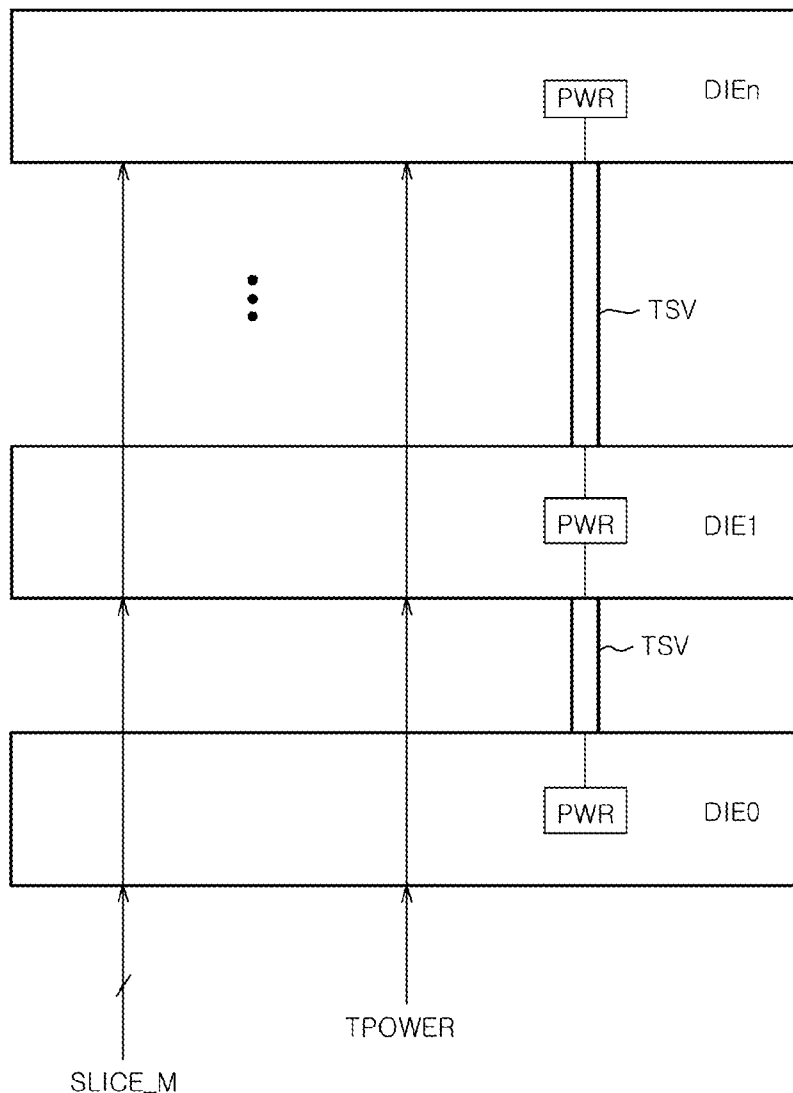 PWR DIEn
TSV
PWR DIE1
TSV
PWR DIE0
TPOWER
SLICE_M